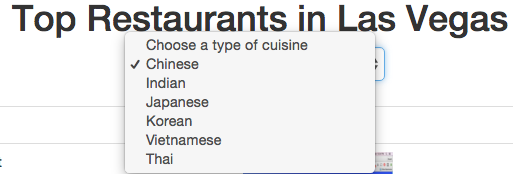 Top Restaurants in Las Vegas
Choose a type of cuisine
✓ Chinese
Indian
Japanese
Korean
Vietnamese
Thai